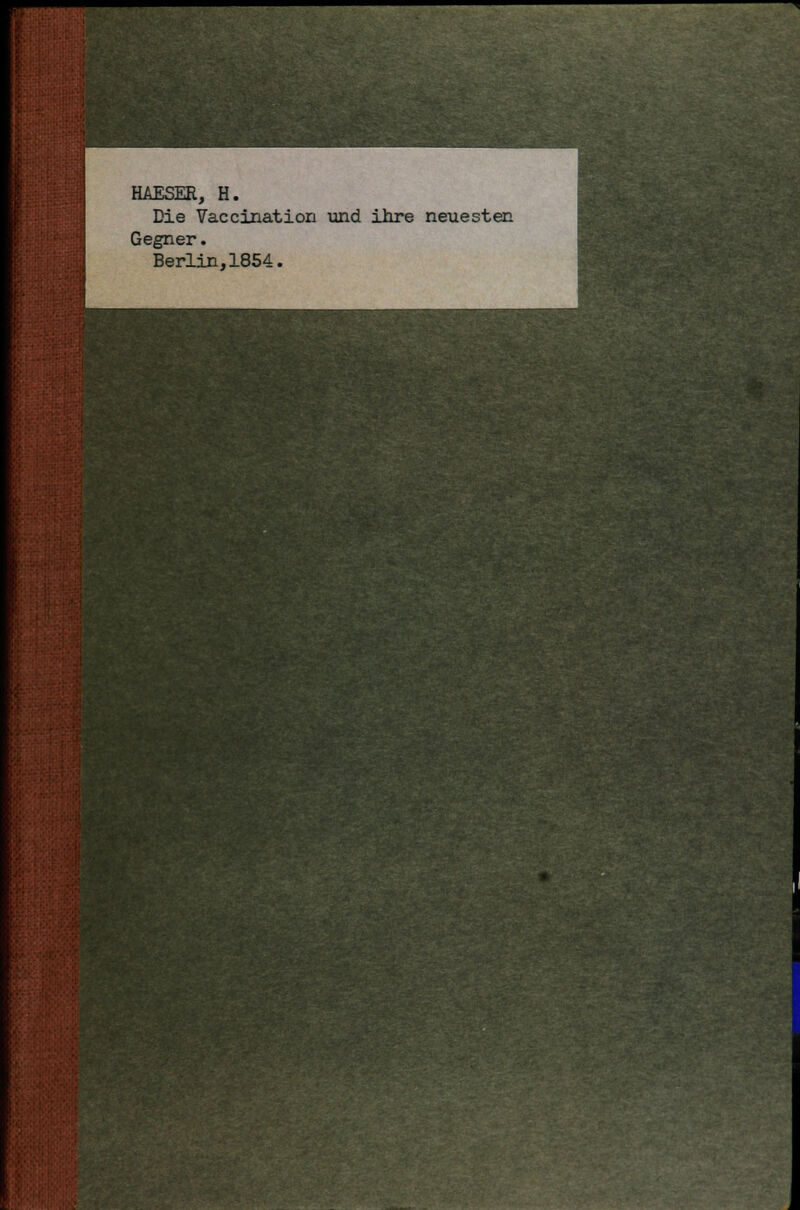 HAESER, H.
Die Vaccination und ihre neuesten
Gegner.
Berlin,1854.